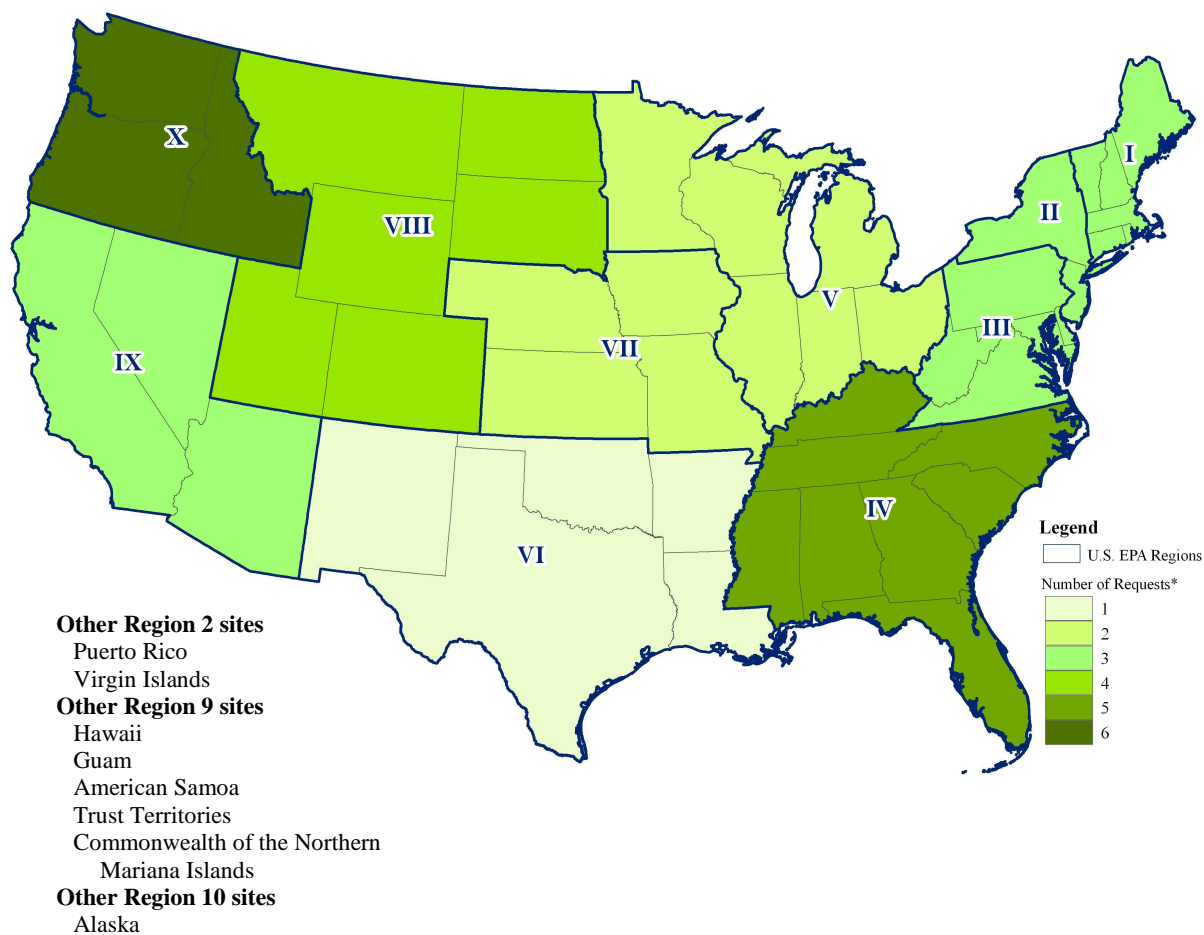 X
I
II
VIII
V
III
VII
IX
IV
VI
Legend
U.S. EPA Regions
Number of Requests*
1
2
3
4
5
6
Other Region 2 sites
Puerto Rico
Virgin Islands
Other Region 9 sites
Hawaii
Guam
American Samoa
Trust Territories
Commonwealth of the Northern
Mariana Islands
Other Region 10 sites
Alaska